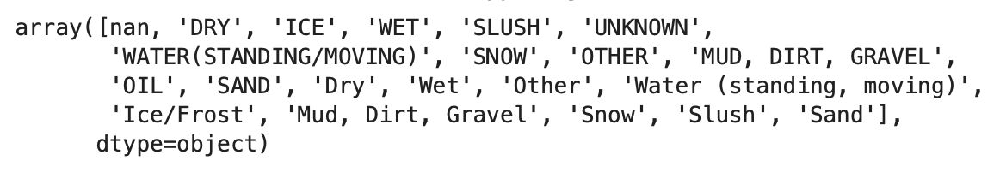 array([nan, 'DRY', 'ICE', 'WET', 'SLUSH', 'UNKNOWN',
'WATER(STANDING/MOVING)', 'SNOW', 'OTHER', 'MUD, DIRT, GRAVEL',
'OIL', 'SAND', 'Dry', 'Wet', 'Other', 'Water (standing, moving)',
'Ice/Frost', 'Mud, Dirt, Gravel', 'Snow', 'Slush', 'Sand'],
dtype=object)